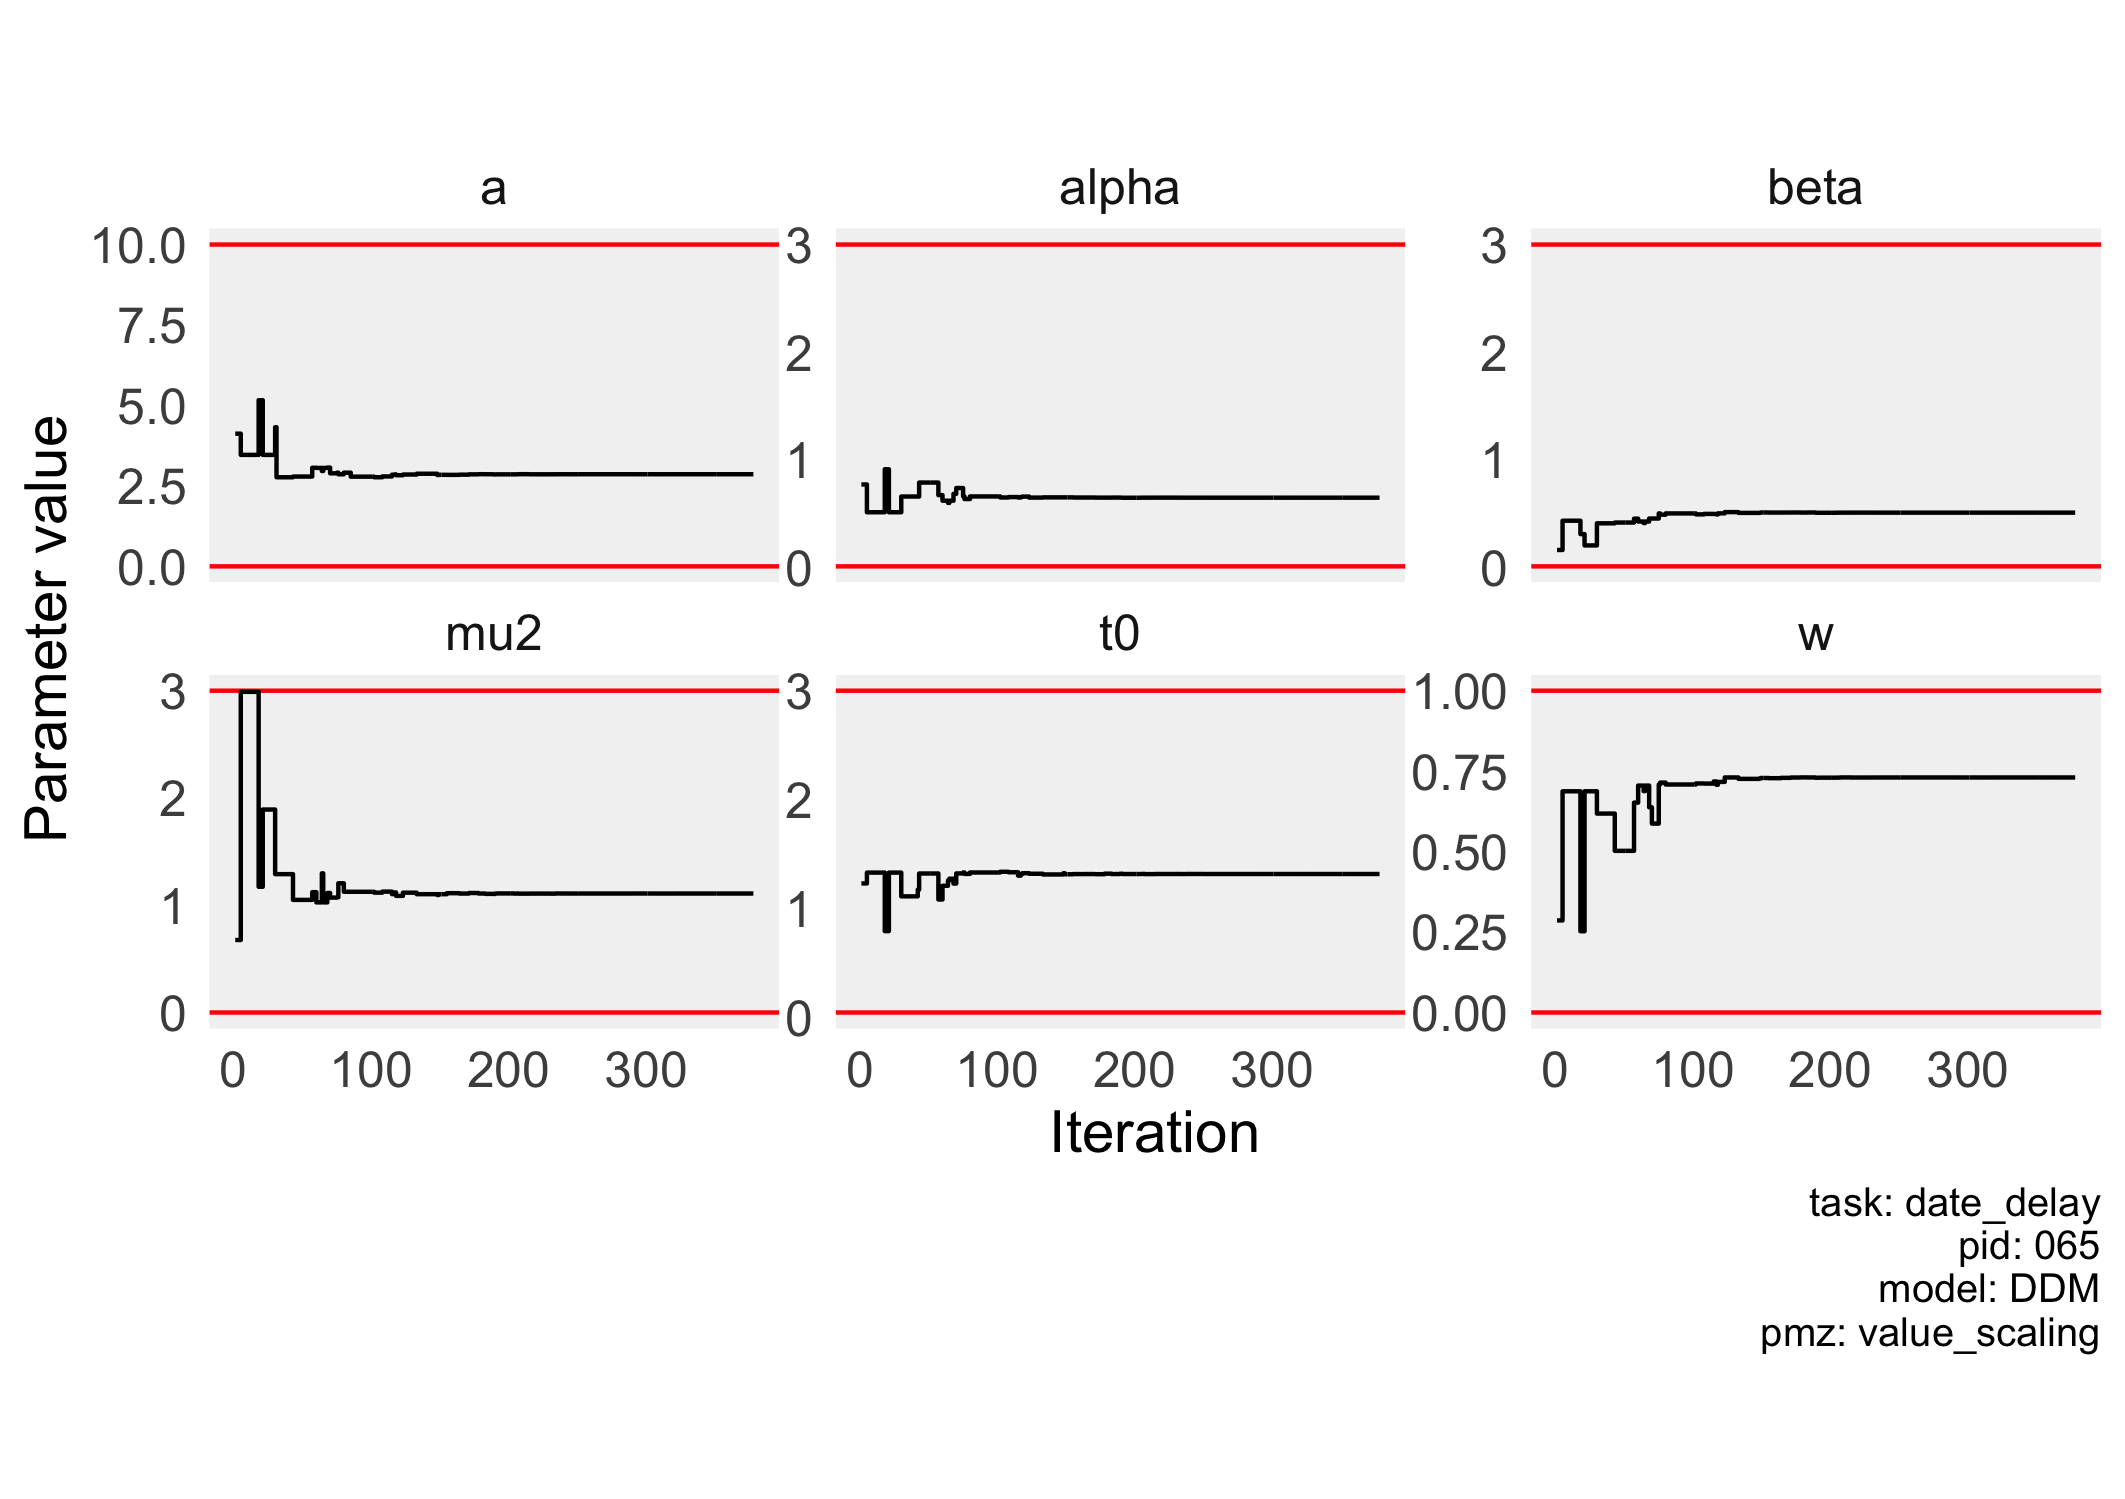 a alpha beta
10.0 3 3
7.5
5.0 2 2
2.5 1 1
0.0 0 0
mu2 t0 w
3 3 1.00
2 2 0.75
0.50
1 1 0.25
0 0 0.00
0 100 200 300 0 100 200 300 0 100 200 300
Parameter value
Iteration
task: date_delay
pid: 065
model: DDM
pmz: value_scaling